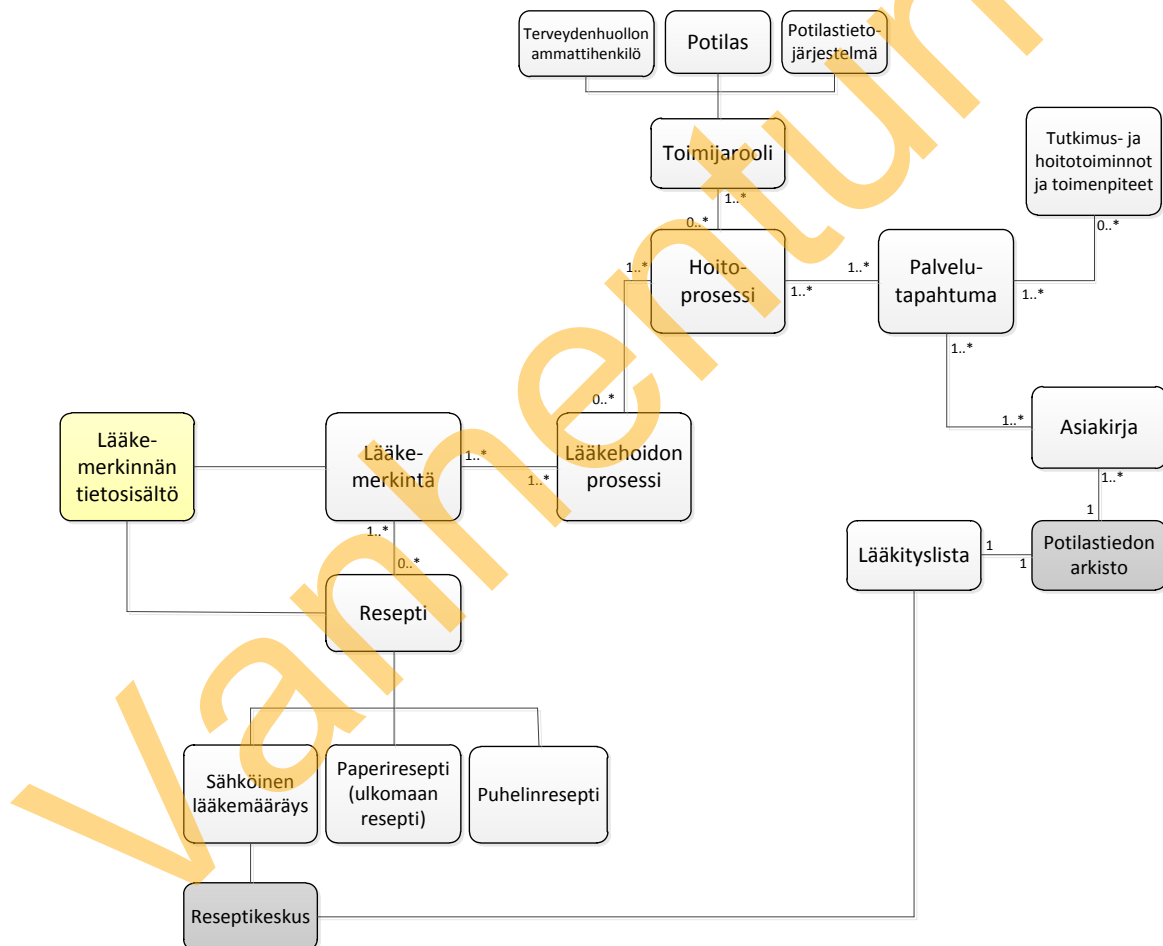 Terveydenhuollon
ammattihenkilö
Potilas
Potilastieto-
järjestelmä
Toimijarooli
1..*
0..*
Tutkimus- ja
hoitotoiminnot
ja toimenpiteet
0..*
Hoito-
prosessi
1..*
1..*
1..*
Palvelu-
tapahtuma
1..*
1..*
0..*
1..*
Asiakirja
1..*
1
Lääke-
merkinnän
tietosisältö
Lääke-
merkintä
1..*
1..*
Lääkehoidon
prosessi
1..*
0..*
Resepti
Lääkityslista
1
1
Potilastiedon
arkisto
Sähköinen
lääkemääräys
Paperiresepti
(ulkomaan
resepti)
Puhelinresepti
Reseptikeskus
Vanhentun